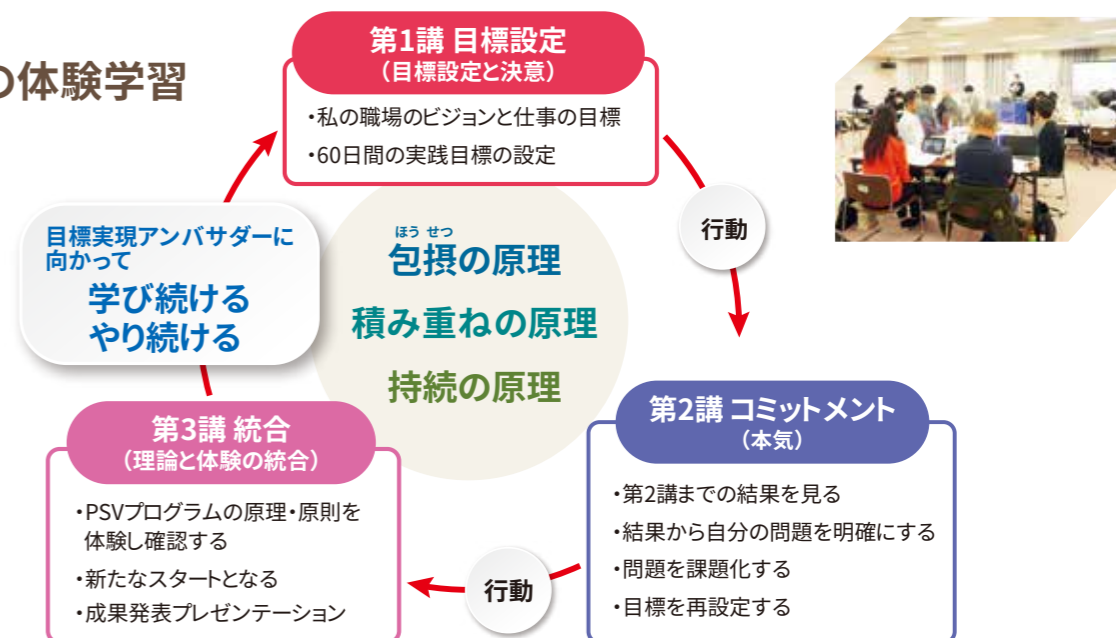 の体験学習
第1講 目標設定
（目標設定と決意）
・私の職場のビジョンと仕事の目標
・60日間の実践目標の設定
行動
目標実現アンバサダーに
向かって
学び続ける
やり続ける
ほう せつ
包摂の原理
積み重ねの原理
持続の原理
第2講 コミットメント
（本気）
・第2講までの結果を見る
・結果から自分の問題を明確にする
・問題を課題化する
・目標を再設定する
行動
第3講 統合
（理論と体験の統合）
・PSVプログラムの原理・原則を
体験し確認する
・新たなスタートとなる
・成果発表プレゼンテーション